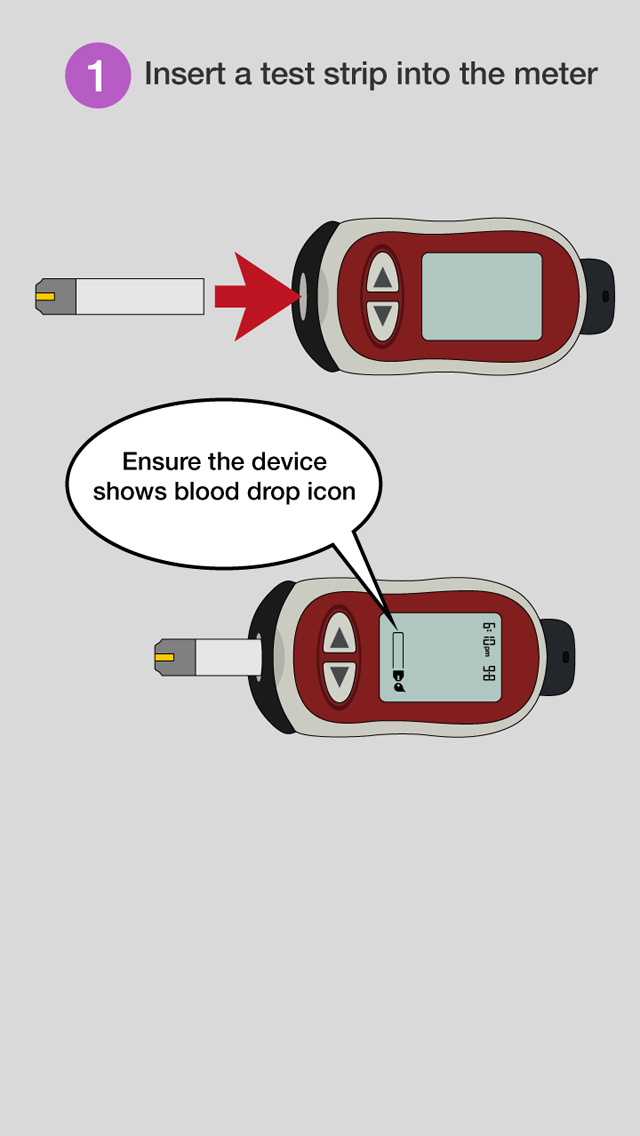 1 Insert a test strip into the meter
Ensure the device
shows blood drop icon
6:10pm 98